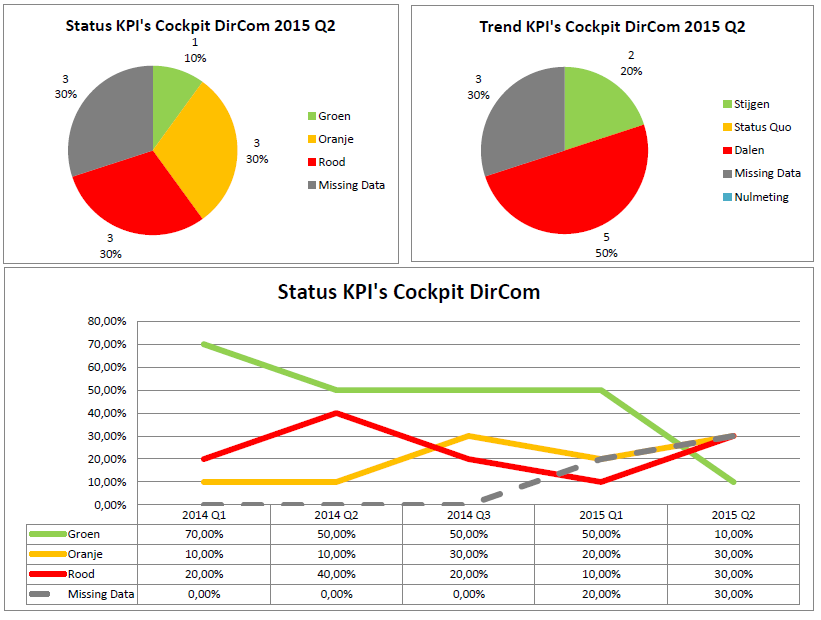 Status KPI's Cockpit DirCom 2015 Q2
1
10%
3
30%
3
30%
3
30%
Groen
Oranje
Rood
Missing Data
Trend KPI's Cockpit DirCom 2015 Q2
2
20%
3
30%
5
50%
Stijgen
Status Quo
Dalen
Missing Data
Nulmeting
Status KPI's Cockpit DirCom
80,00%
70,00%
60,00%
50,00%
40,00%
30,00%
20,00%
10,00%
0,00%
2014 Q1 2014 Q2 2014 Q3 2015 Q1 2015 Q2
Groen 70,00% 50,00% 50,00% 50,00% 10,00%
Oranje 10,00% 10,00% 30,00% 20,00% 30,00%
Rood 20,00% 40,00% 20,00% 10,00% 30,00%
Missing Data 0,00% 0,00% 0,00% 20,00% 30,00%